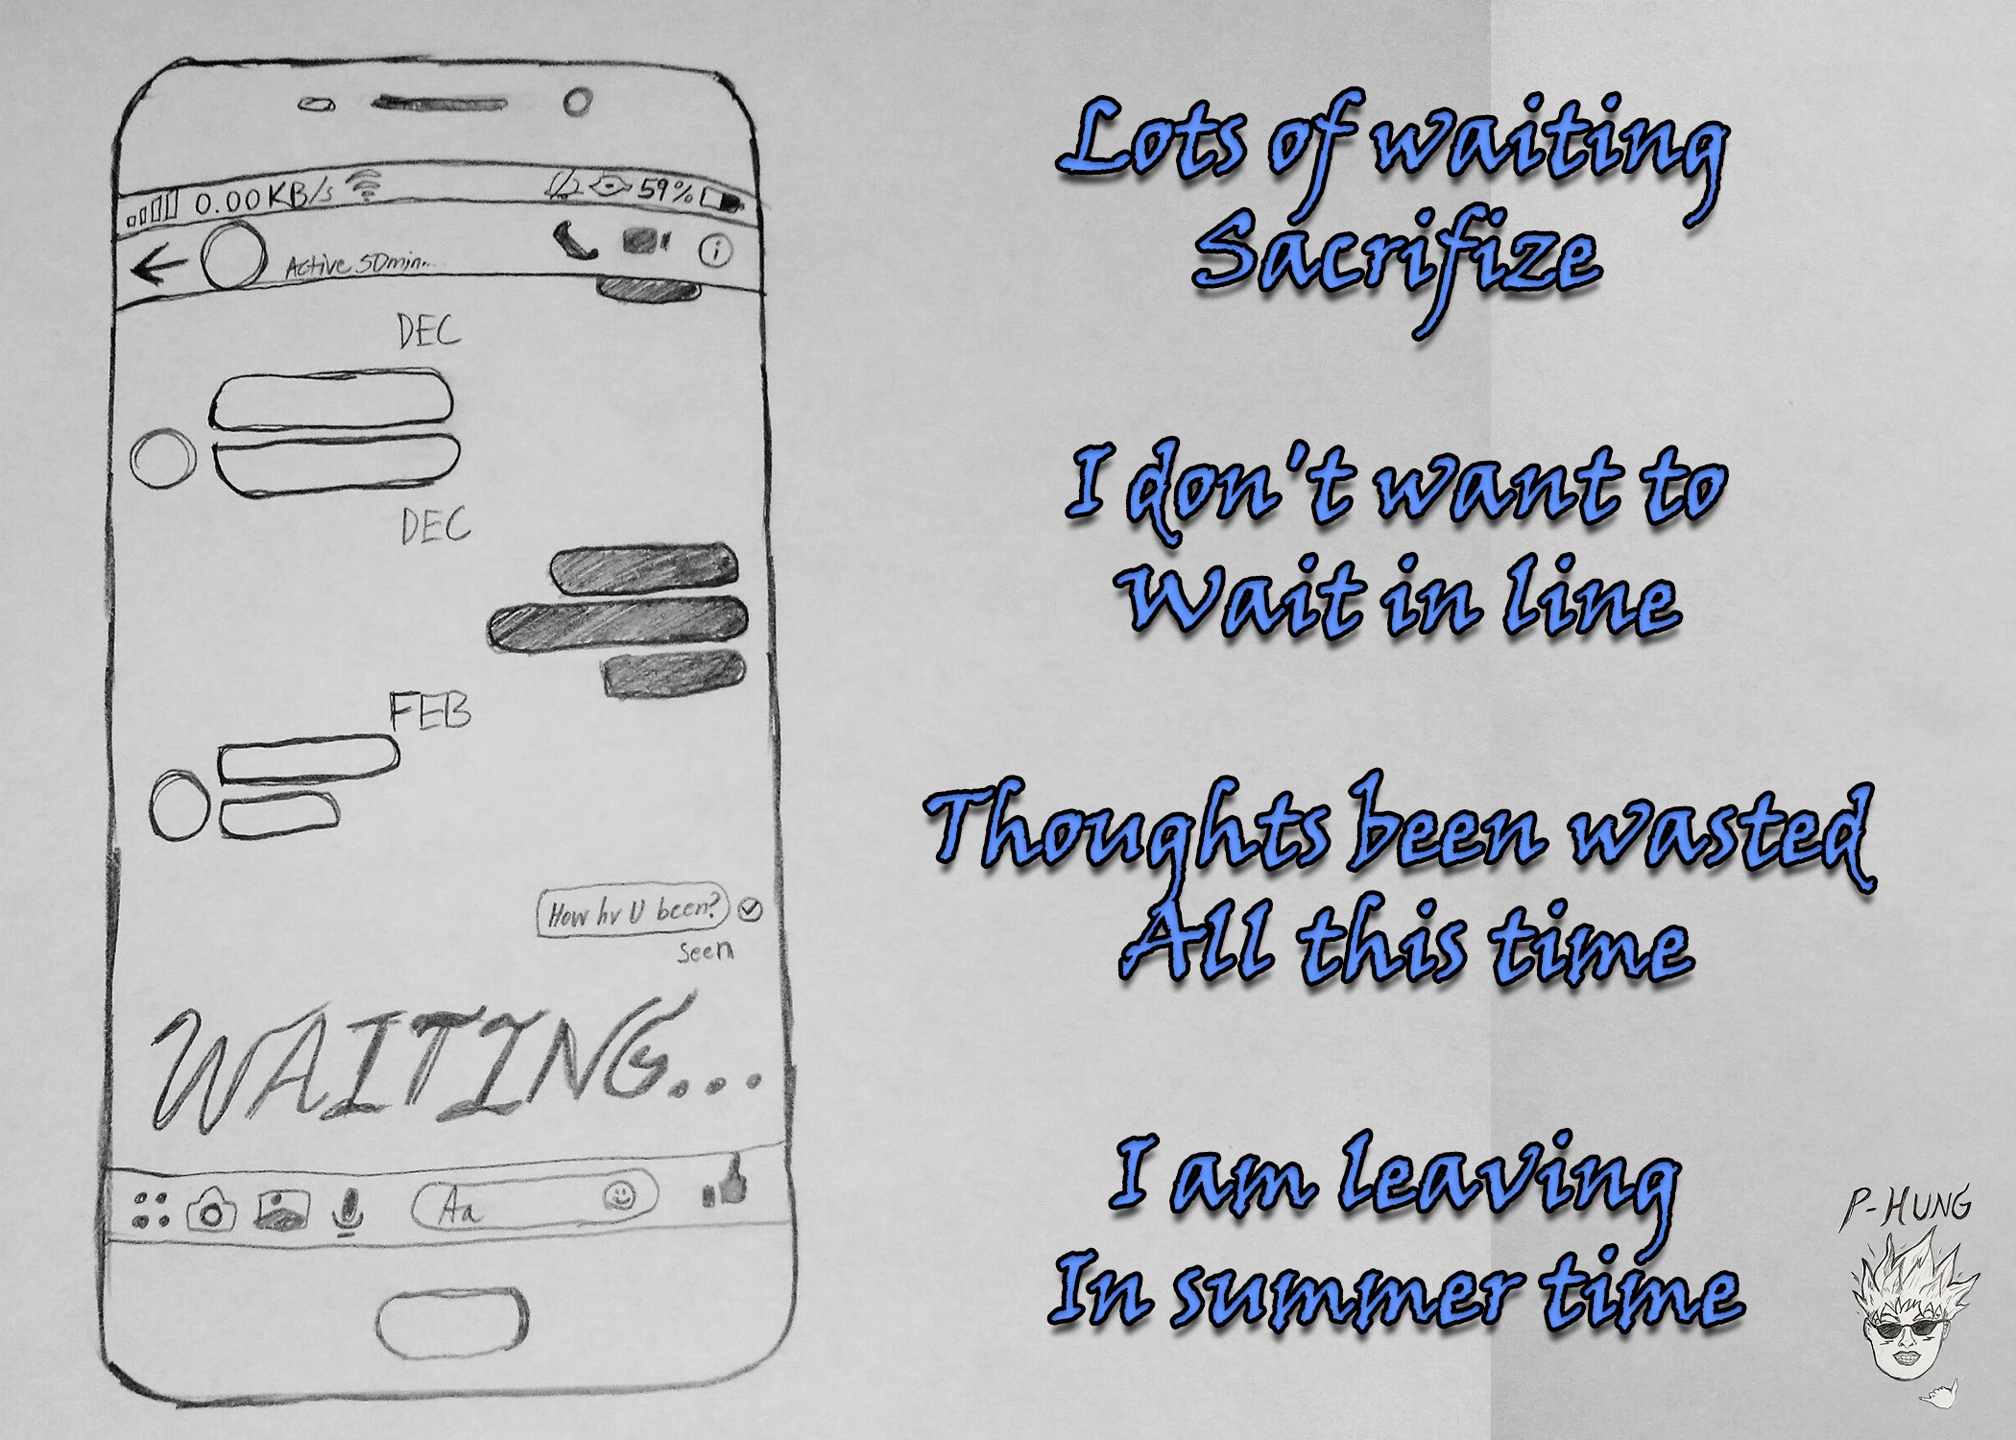 0.00KB/s
59%
Active 50min..
DEC
DEC
FEB
How hv U been?
seen
WAITING...
Aa
Lots of waiting
Sacrifize
I don't want to
Wait in line
Thoughts been wasted
All this time
I am leaving
In summer time
P-HUNG